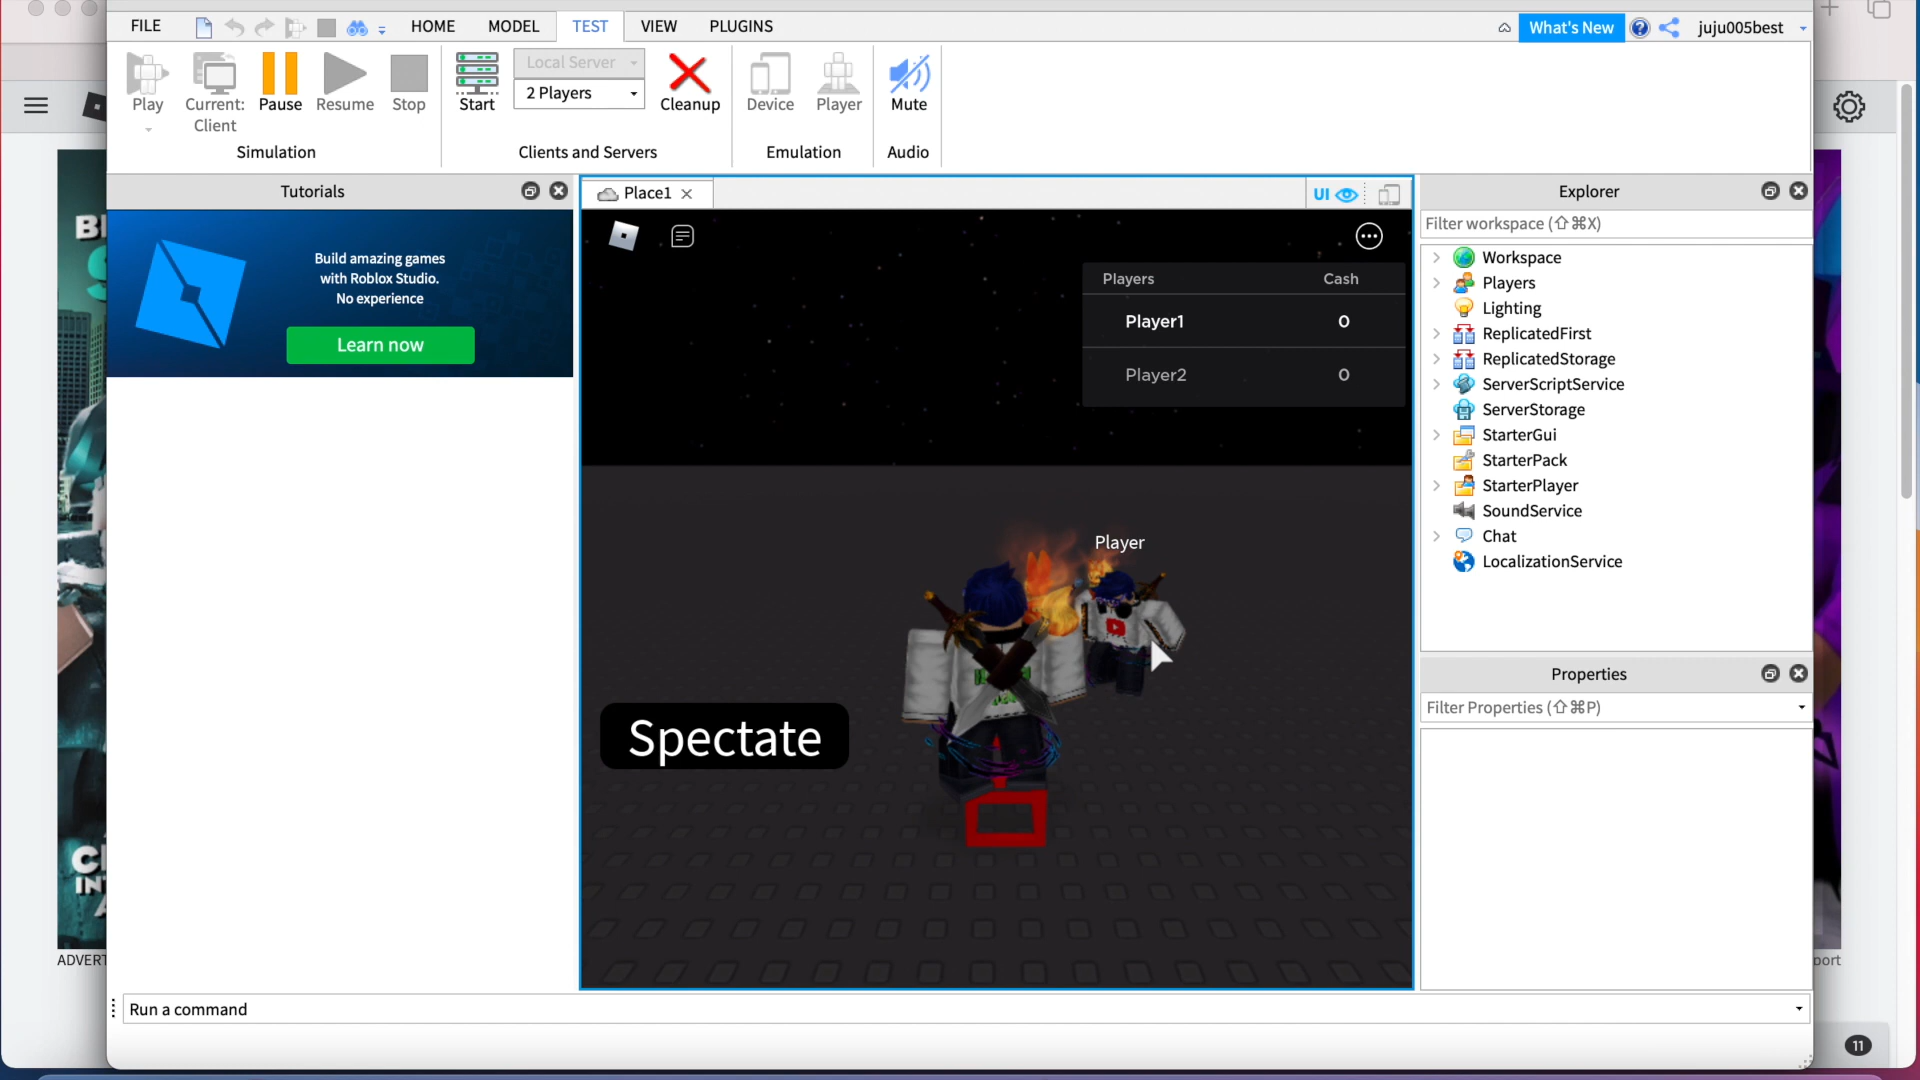 FILE
HOME
MODEL
TEST
VIEW
PLUGINS
What's New
juju005best
Play
Current:
Client
Pause
Resume
Stop
Simulation
Start
Local Server
2 Players
Cleanup
Clients and Servers
Device
Player
Emulation
Mute
Audio
Tutorials
Build amazing games
with Roblox Studio.
No experience
Learn now
Place1
UI
Players Cash
Player1 0
Player2 0
Player
Spectate
Explorer
Filter workspace (⇧⌘X)
Workspace
Players
Lighting
ReplicatedFirst
ReplicatedStorage
ServerScriptService
ServerStorage
StarterGui
StarterPack
StarterPlayer
SoundService
Chat
LocalizationService
Properties
Filter Properties (⇧⌘P)
Run a command
ADVERT
port
11